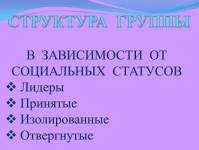 СТРУКТУРА ГРУППЫ
В ЗАВИСИМОСТИ ОТ
СОЦИАЛЬНЫХ СТАТУСОВ
❖ Лидеры
❖ Принятые
❖ Изолированные
❖ Отвергнутые